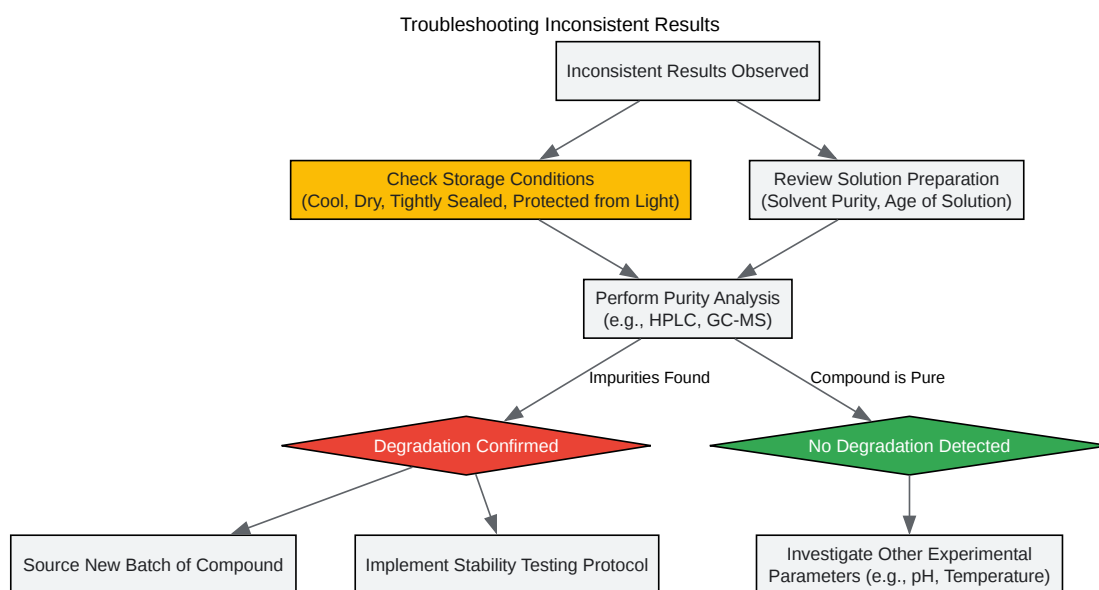 Troubleshooting Inconsistent Results
Inconsistent Results Observed
Check Storage Conditions
(Cool, Dry, Tightly Sealed, Protected from Light)
Review Solution Preparation
(Solvent Purity, Age of Solution)
Perform Purity Analysis
(e.g., HPLC, GC-MS)
Impurities Found
Compound is Pure
Degradation Confirmed
No Degradation Detected
Source New Batch of Compound
Implement Stability Testing Protocol
Investigate Other Experimental
Parameters (e.g., pH, Temperature)